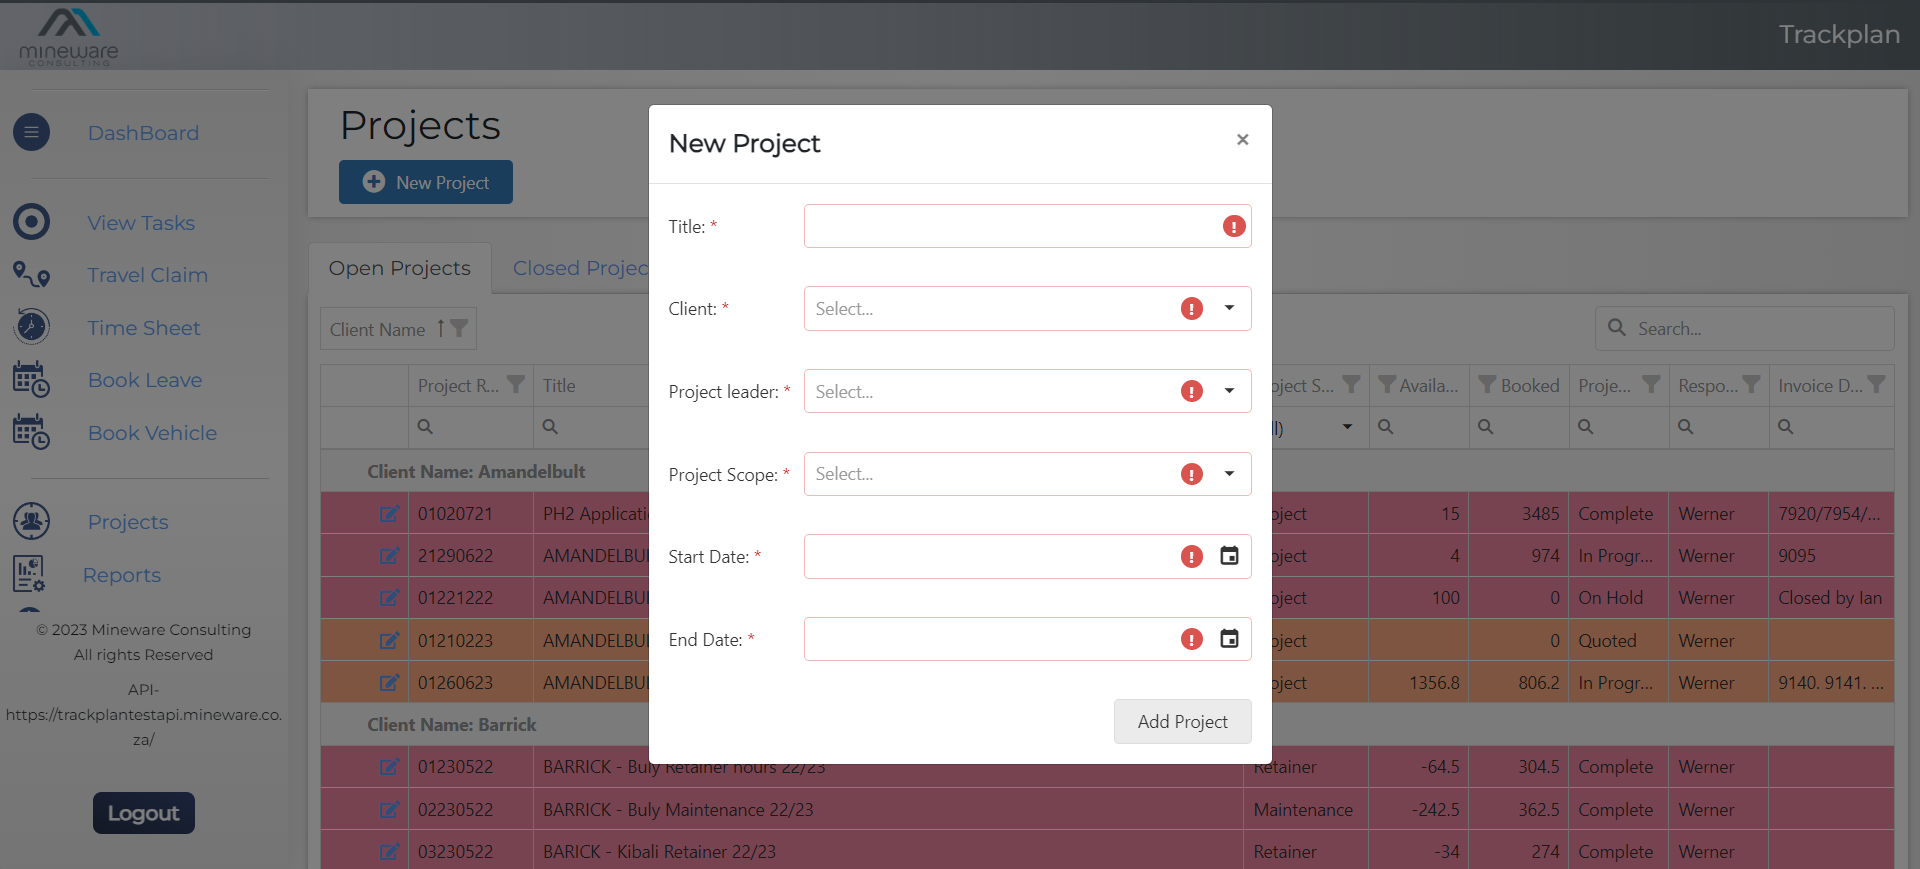 mineware
CONSULTING
Trackplan
DashBoard
View Tasks
Travel Claim
Time Sheet
Book Leave
Book Vehicle
Projects
Reports
© 2023 Mineware Consulting
All rights Reserved
API-
https://trackplantestapi.mineware.co.
za/
Logout
Projects
New Project
Open Projects
Closed Projec
Client Name
Search...
Project R... Title oject S... Availa... Booked Proje... Respo... Invoice D...
ll)
Client Name: Amandelbult
01020721 PH2 Applicati oject 15 3485 Complete Werner 7920/7954/...
21290622 AMANDELBU oject 4 974 In Progr... Werner 9095
01221222 AMANDELBU oject 100 0 On Hold Werner Closed by Ian
01210223 AMANDELBU oject 0 Quoted Werner
01260623 AMANDELBU oject 1356.8 806.2 In Progr... Werner 9140. 9141. ...
Client Name: Barrick
01230522 BARRICK - Buly Retainer hours 22/23 Retainer -64.5 304.5 Complete Werner
02230522 BARRICK - Buly Maintenance 22/23 Maintenance -242.5 362.5 Complete Werner
03230522 BARICK - Kibali Retainer 22/23 Retainer -34 274 Complete Werner
New Project
×
Title: *
Client: * Select...
Project leader: * Select...
Project Scope: * Select...
Start Date: *
End Date: *
Add Project